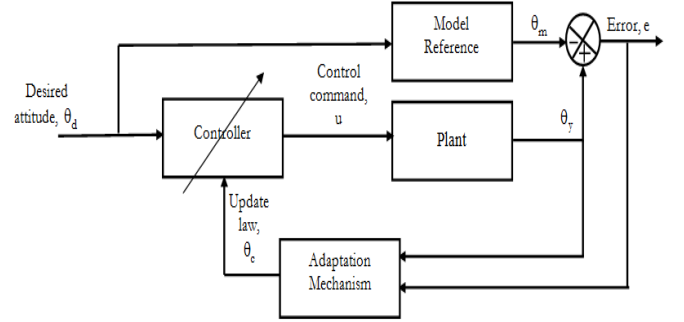 Model
Reference
θm
Error, e
-
+
Desired
attitude, θd
Control
command,
u
Controller
Plant
θy
Update
law,
θc
Adaptation
Mechanism